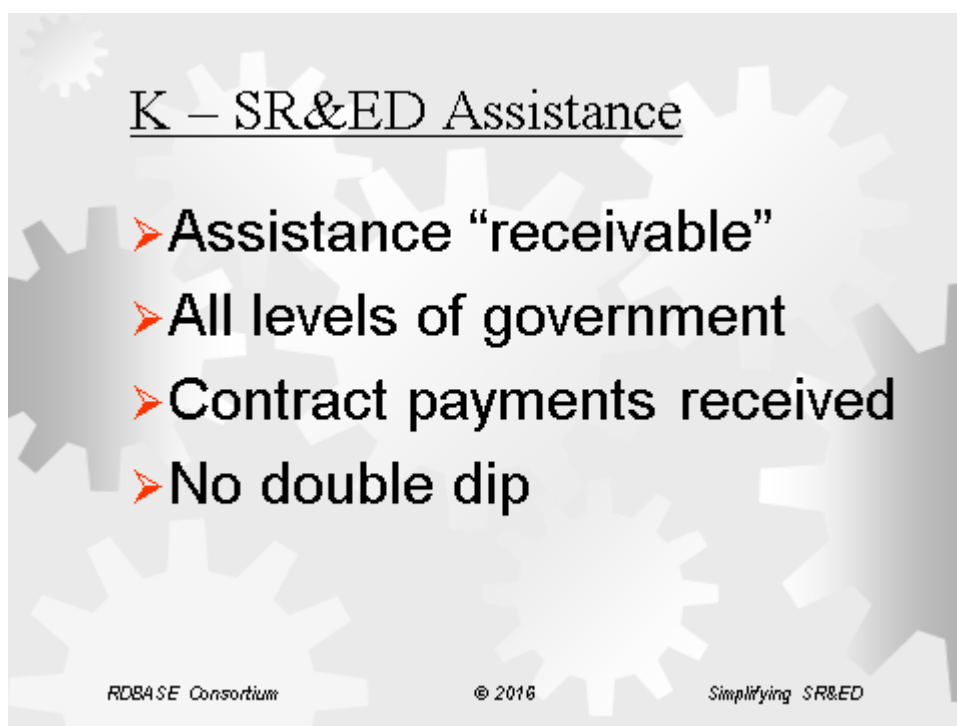 K – SR&ED Assistance
➢Assistance “receivable”
➢All levels of government
➢Contract payments received
➢No double dip
RDBASE Consortium © 2016 Simplifying SR&ED